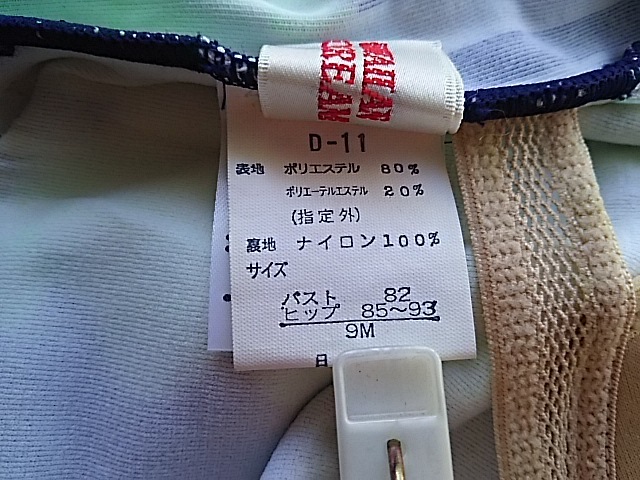 D-11
表地 ポリエステル 80%
ポリエーテルエステル 20%
(指定外)
裏地 ナイロン100%
サイズ
バスト 82
ヒップ 85〜93
9M
日